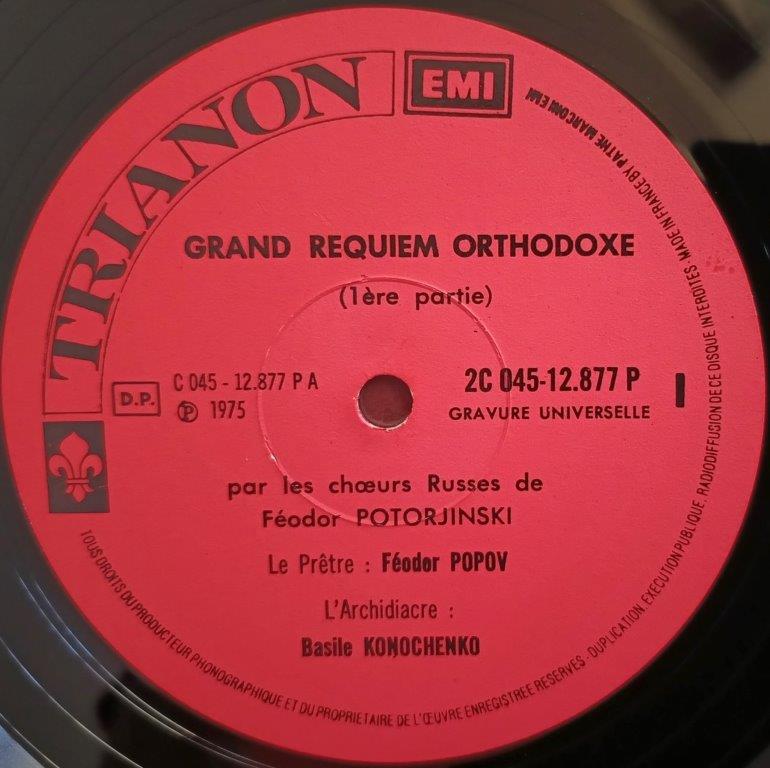 TRIANON
EMI
GRAND REQUIEM ORTHODOXE
(1ère partie)
D.P.
C 045 - 12.877 P A
Ⓟ 1975
2C 045-12.877 P
GRAVURE UNIVERSELLE
I
par les chœurs Russes de
Féodor POTORJINSKI
Le Prêtre : Féodor POPOV
L'Archidiacre :
Basile KONOCHENKO
TOUS DROITS DU PRODUCTEUR PHONOGRAPHIQUE ET DU PROPRIETAIRE DE L'ŒUVRE ENREGISTREE RESERVES - DUPLICATION, EXECUTION PUBLIQUE, RADIODIFFUSION DE CE DISQUE INTERDITES. MADE IN FRANCE BY PATHE MARCONI EMI